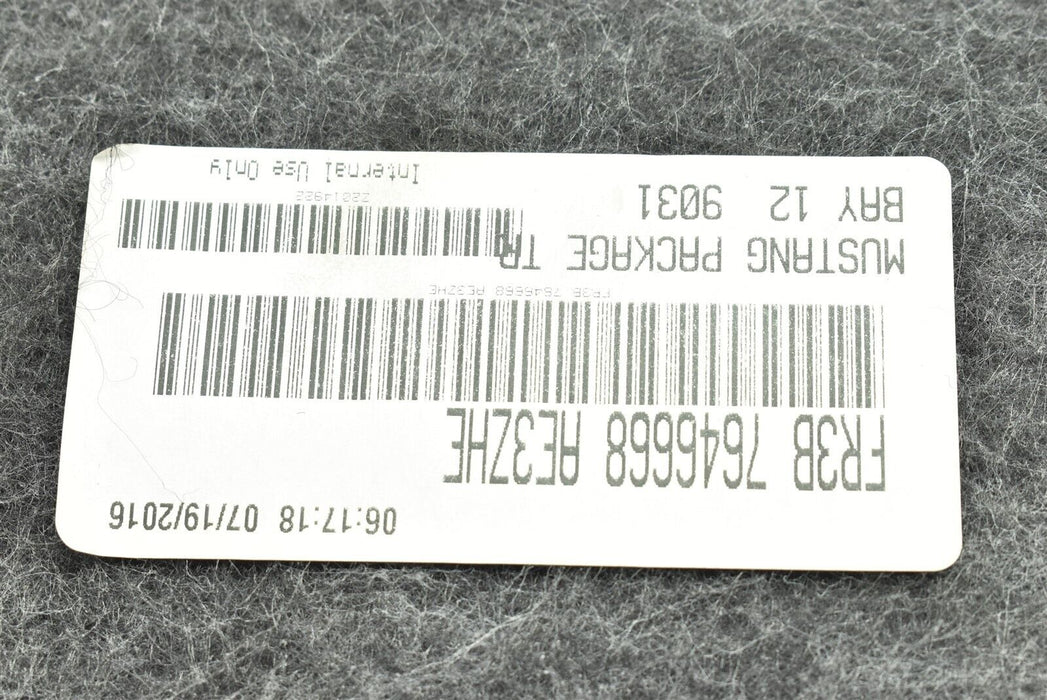 06:17:18 07/19/2016
FR3B 7646668 AE3ZHE
FR3B 7646668 AE3ZHE
MUSTANG PACKAGE TR
BAY 12 9031
22014922
Internal Use Only